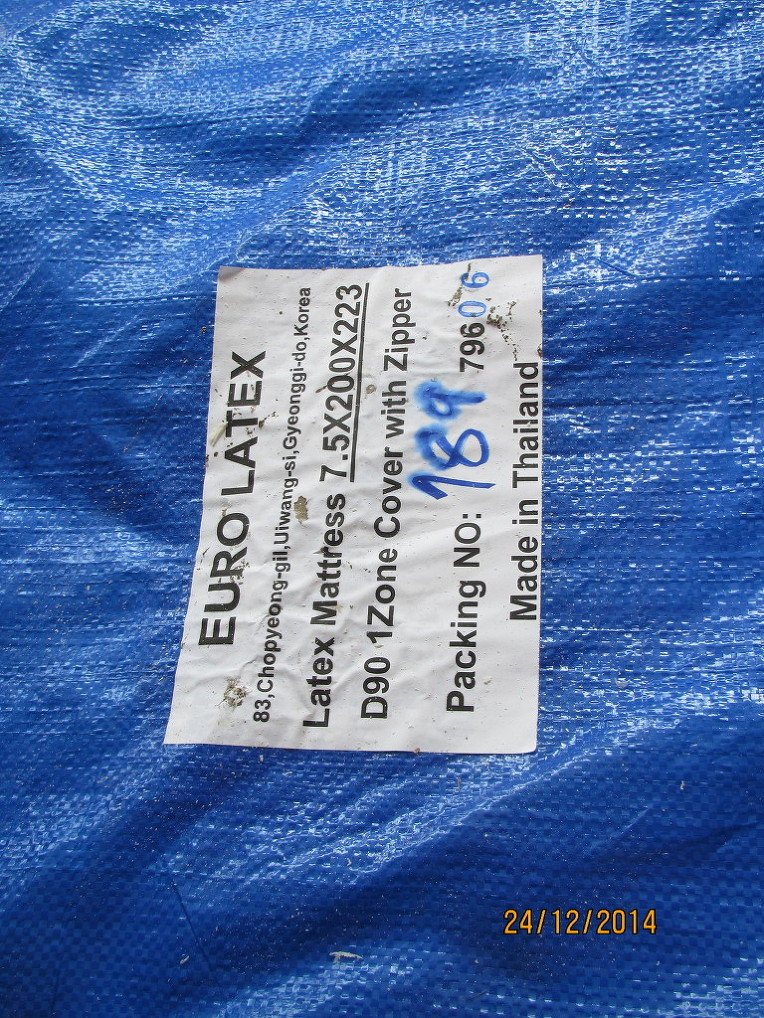 EURO LATEX
83,Chopyeong-gil,Uiwang-si,Gyeonggi-do,Korea
Latex Mattress 7.5X200X223
D90 1Zone Cover with Zipper
Packing NO: 189 79606
Made in Thailand
24/12/2014